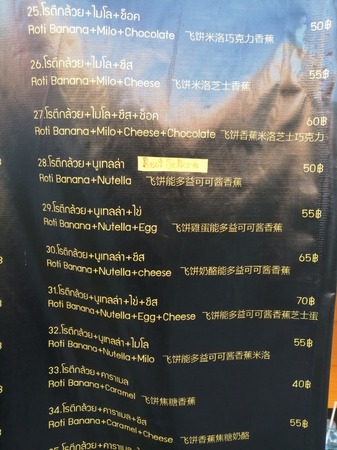 25.โรตีกล้วย+ไมโล+ช็อค 50฿
Roti Banana+Milo+Chocolate 飞饼米洛巧克力香蕉
26.โรตีกล้วย+ไมโล+ชีส 55฿
Roti Banana+Milo+Cheese 飞饼米洛芝士香蕉
27.โรตีกล้วย+ไมโล+ชีส+ช็อค 60฿
Roti Banana+Milo+Cheese+Chocolate 飞饼香蕉米洛芝士巧克力
28.โรตีกล้วย+นูเทลล่า 50฿
Roti Banana+Nutella 飞饼能多益可可酱香蕉
29.โรตีกล้วย+นูเทลล่า+ไข่ 55฿
Roti Banana+Nutella+Egg 飞饼雞蛋能多益可可酱香蕉
30.โรตีกล้วย+นูเทลล่า+ชีส 65฿
Roti Banana+Nutella+cheese 飞饼奶酪能多益可可酱香蕉
31.โรตีกล้วย+นูเทลล่า+ไข่+ชีส 70฿
Roti Banana+Nutella+Egg+Cheese 飞饼能多益可可酱香蕉芝士蛋
32.โรตีกล้วย+นูเทลล่า+ไมโล 55฿
Roti Banana+Nutella+Milo 飞饼能多益可可酱香蕉米洛
33.โรตีกล้วย+คาราเมล 40฿
Roti Banana+Caramel 飞饼焦糖香蕉
34.โรตีกล้วย+คาราเมล+ชีส 55฿
Roti Banana+Caramel+Cheese 飞饼香蕉焦糖奶酪